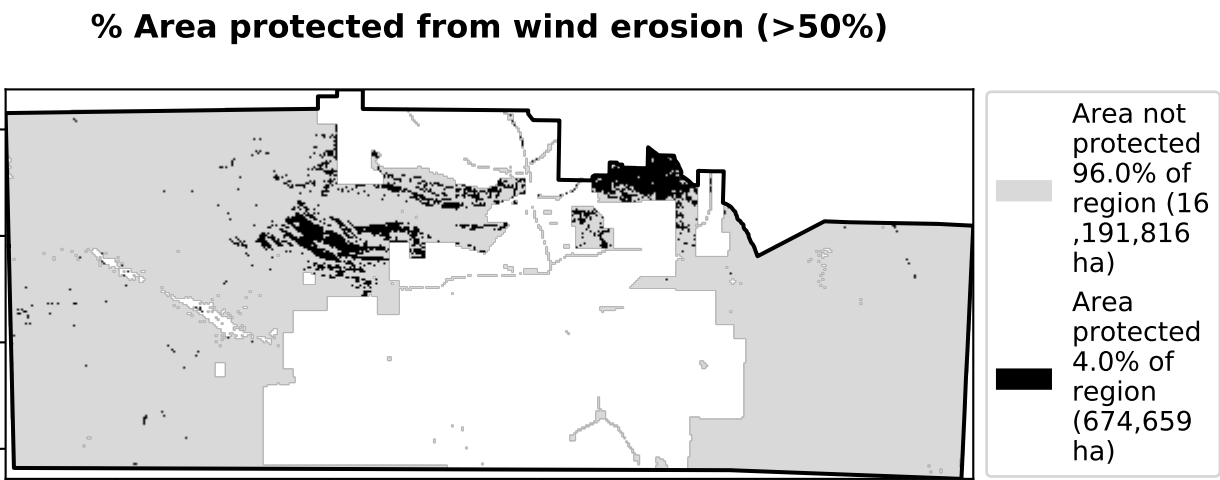 % Area protected from wind erosion (>50%)
Area not
protected
96.0% of
region (16
,191,816
ha)
Area
protected
4.0% of
region
(674,659
ha)